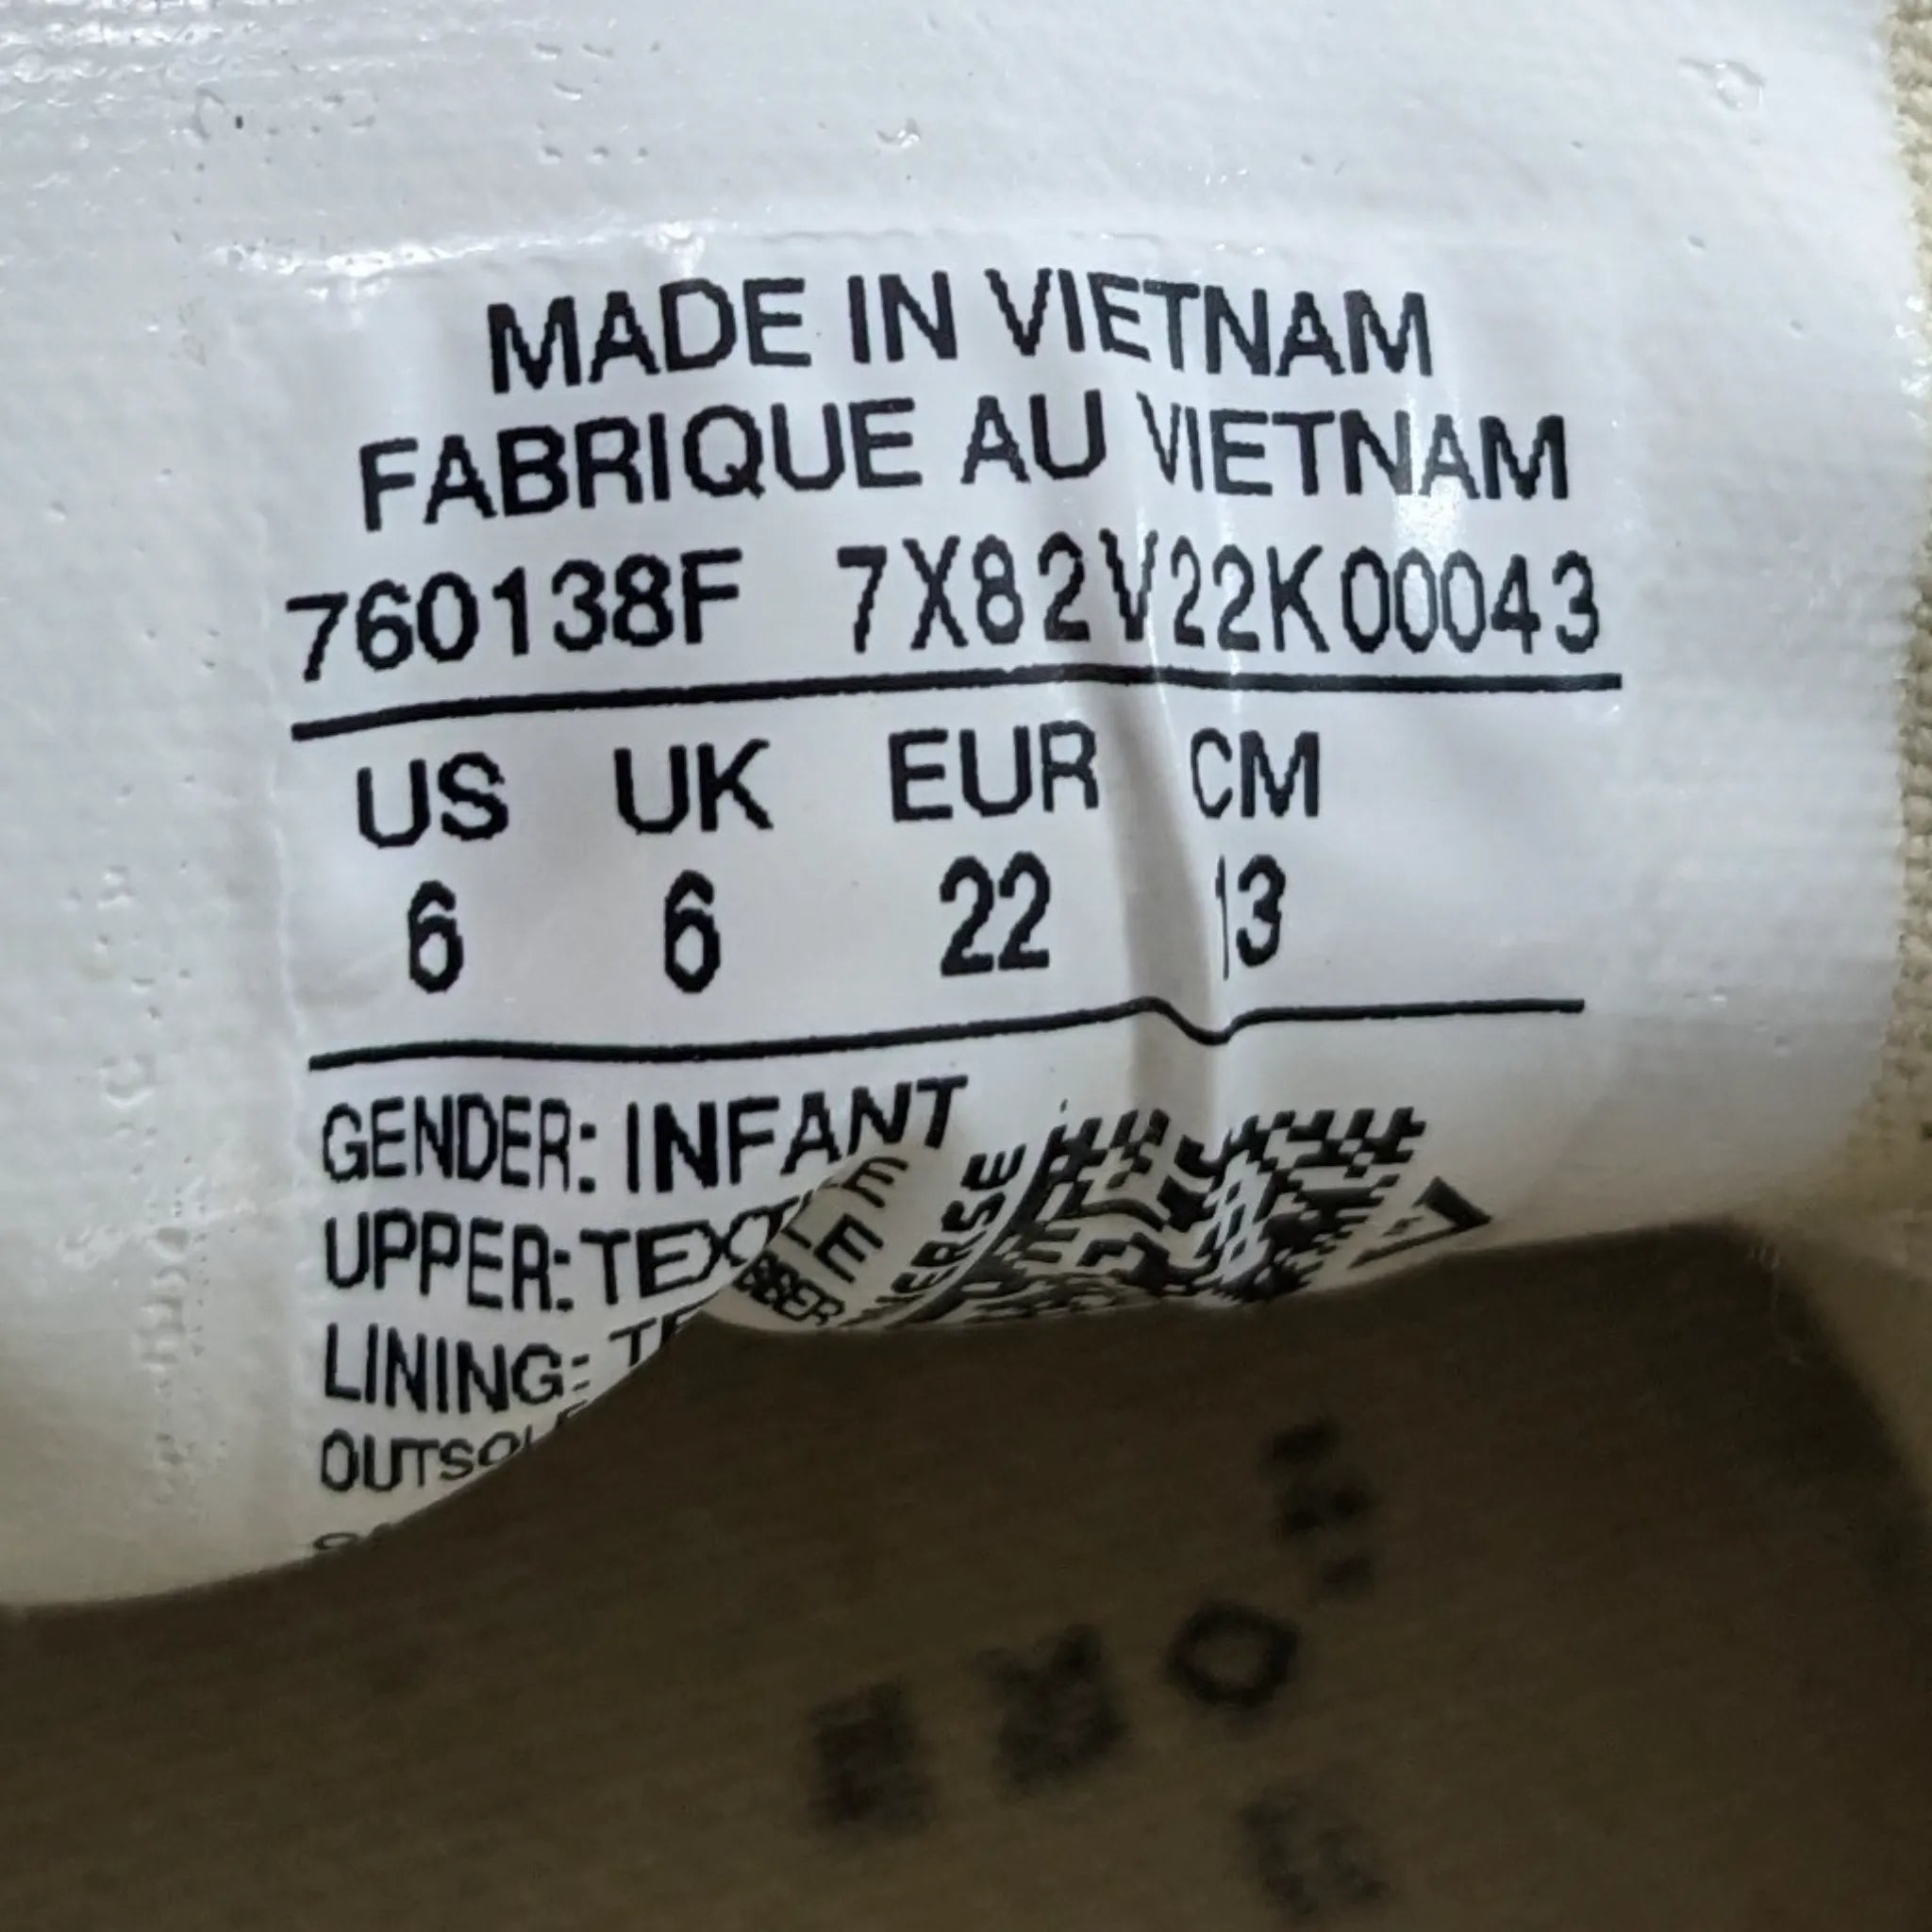 MADE IN VIETNAM
FABRIQUE AU VIETNAM
760138F 7X82V22K00043
US UK EUR CM
6 6 22 13
GENDER: INFANT
UPPER:
LINING: